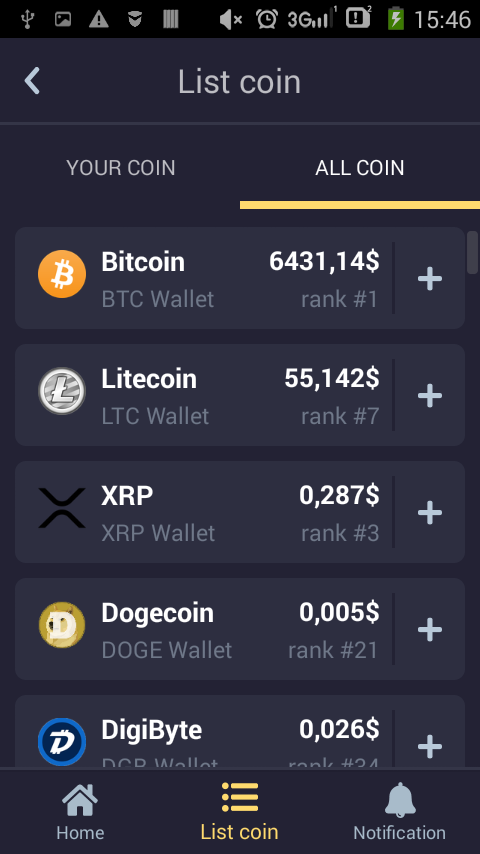 3G 1 2 15:46
List coin
YOUR COIN ALL COIN
Bitcoin 6431,14$
BTC Wallet rank #1
Litecoin 55,142$
LTC Wallet rank #7
XRP 0,287$
XRP Wallet rank #3
Dogecoin 0,005$
DOGE Wallet rank #21
DigiByte 0,026$
DGB Wallet rank #34
Home List coin Notification